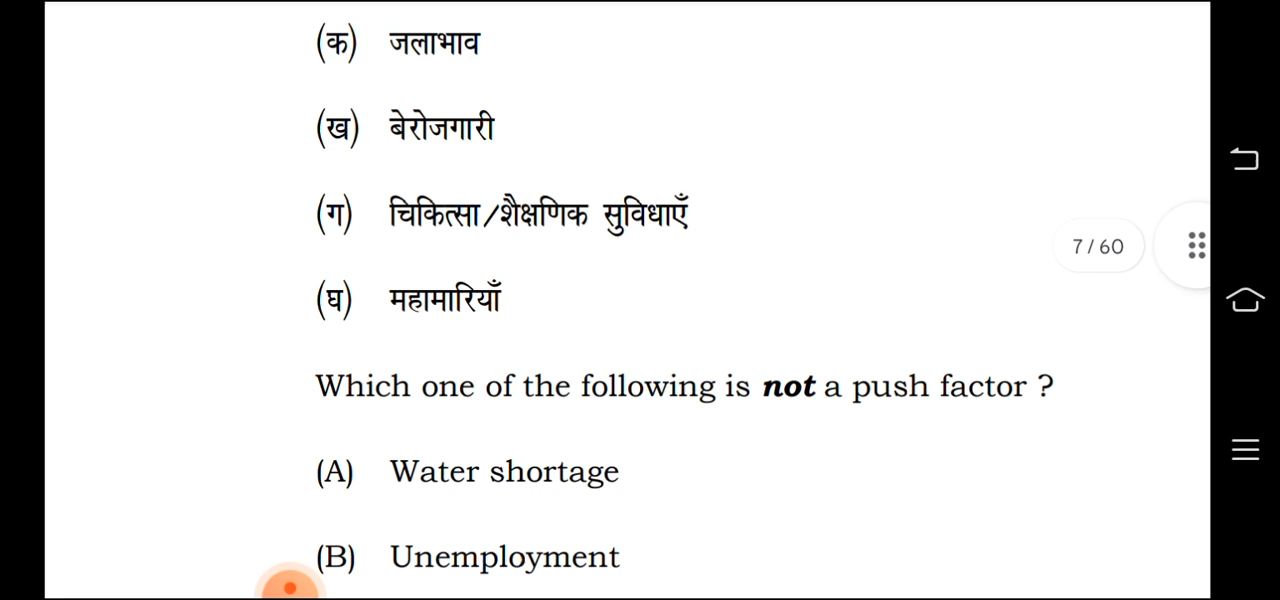 (क) जलाभाव
(ख) बेरोजगारी
(ग) चिकित्सा/शैक्षणिक सुविधाएँ
7/60
(घ) महामारियाँ
Which one of the following is not a push factor ?
(A) Water shortage
(B) Unemployment